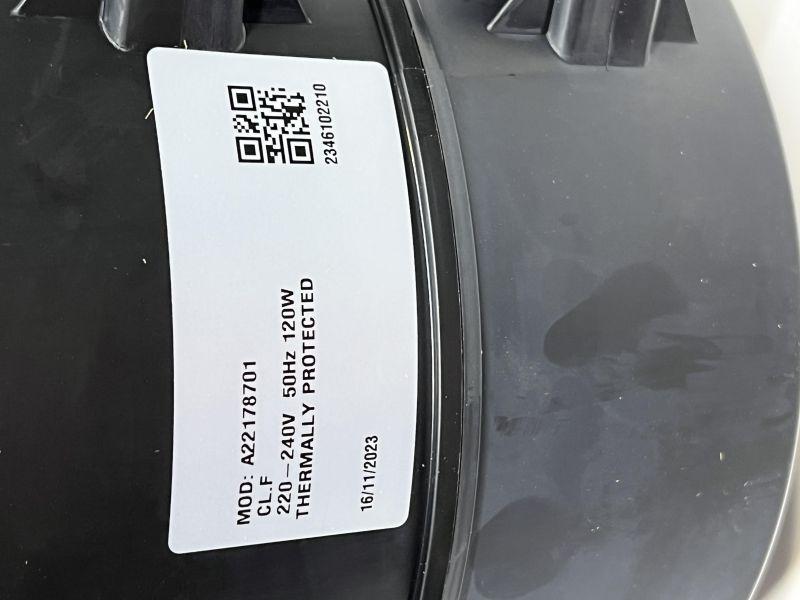 MOD: A22178701
CL.F
220-240V 50Hz 120W
THERMALLY PROTECTED
16/11/2023
2346102210